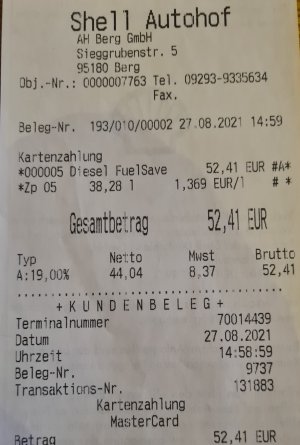 Shell Autohof
AH Berg GmbH
Sieggrubenstr. 5
95180 Berg
Obj.-Nr.: 0000007763 Tel. 09293-9335634
Fax.
Beleg-Nr. 193/010/00002 27.08.2021 14:59
Kartenzahlung
*000005 Diesel FuelSave 52,41 EUR #A*
*Zp 05 38,28 l 1,369 EUR/l # *
Gesamtbetrag 52,41 EUR
Typ Netto Mwst Brutto
A:19,00% 44,04 8,37 52,41
+KUNDENBELEG+
Terminalnummer 70014439
Datum 27.08.2021
Uhrzeit 14:58:59
Beleg-Nr. 9737
Transaktions-Nr. 131883
Kartenzahlung
MasterCard
Betrag 52,41 EUR